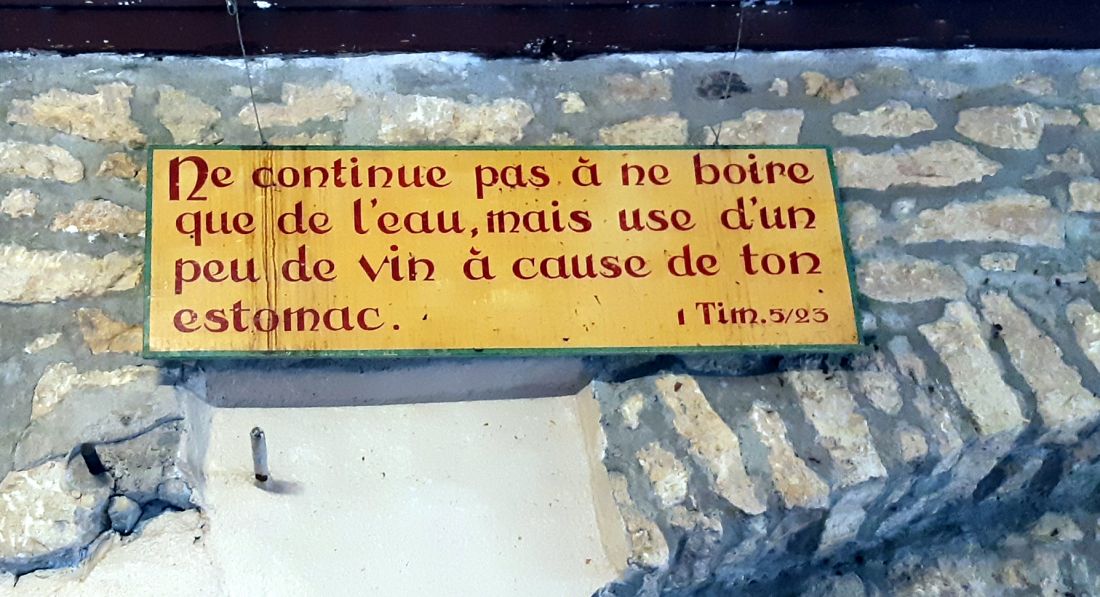 Ne continue pas à ne boire
que de l'eau, mais use d'un
peu de vin à cause de ton
estomac.
1 Tim. 5/23